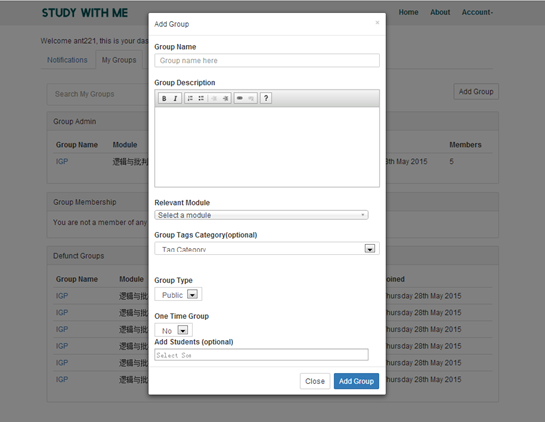 STUDY WITH ME
Home About Account
Welcome ant221, this is your das
Notifications My Groups
Search My Groups
Add Group
Group Admin
Group Name Module Members
IGP 逻辑与批判 8th May 2015 5
Group Membership
You are not a member of any
Defunct Groups
Group Name Module Joined
IGP 逻辑与批 Thursday 28th May 2015
IGP 逻辑与批 Thursday 28th May 2015
IGP 逻辑与批 Thursday 28th May 2015
IGP 逻辑与批 Thursday 28th May 2015
IGP 逻辑与批 Thursday 28th May 2015
IGP 逻辑与批 Thursday 28th May 2015
Add Group ×
Group Name
Group name here
Group Description
B I ?
Relevant Module
Select a module
Group Tags Category(optional)
Tag Category
Group Type
Public
One Time Group
No
Add Students (optional)
Select Som
Close Add Group